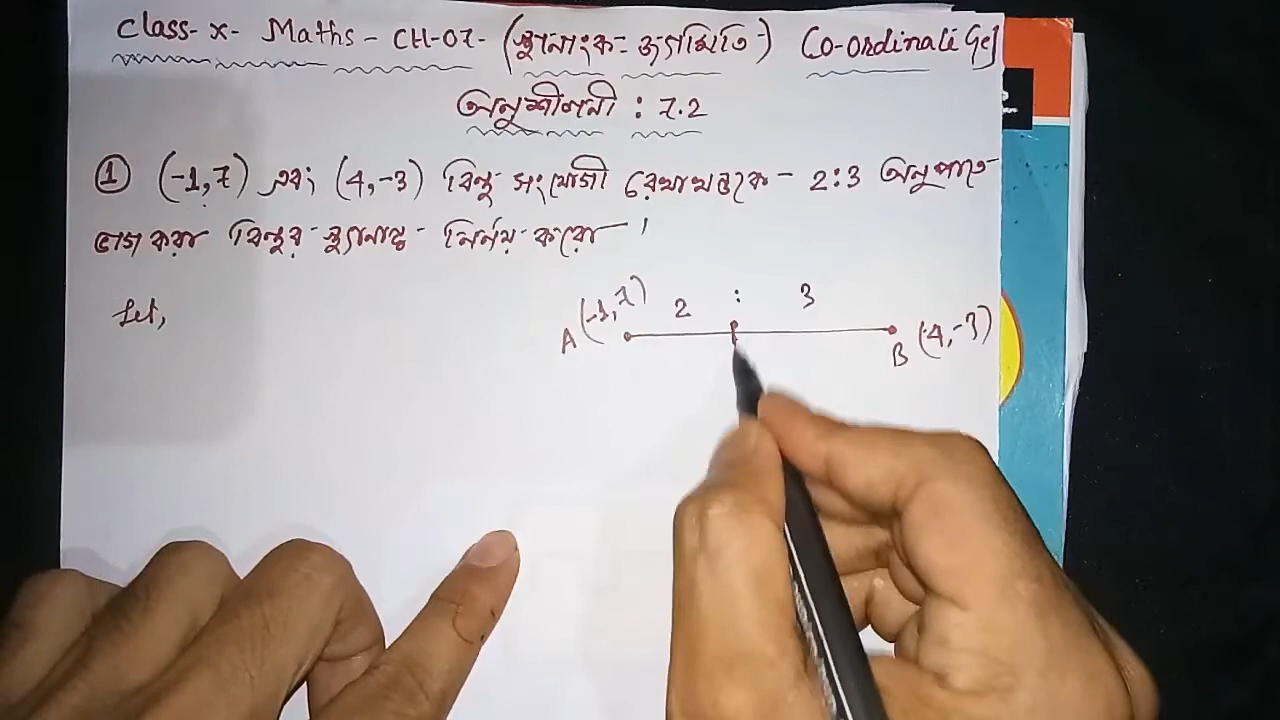 Class-X- Maths - CH-07- (স্থানাংক- জ্যামিতি-) Co-ordinate Ge
অনুশীলনী : 7.2
① (-1,7) এবং (4,-3) বিন্দু সংযোগী রেখাখণ্ডকে- 2:3 অনুপাতে
ভাগ করা বিন্দুর স্থানাঙ্ক- নির্ণয় করো- ।
Let,
A (-1,7) 2 : 3 B (4,-3)